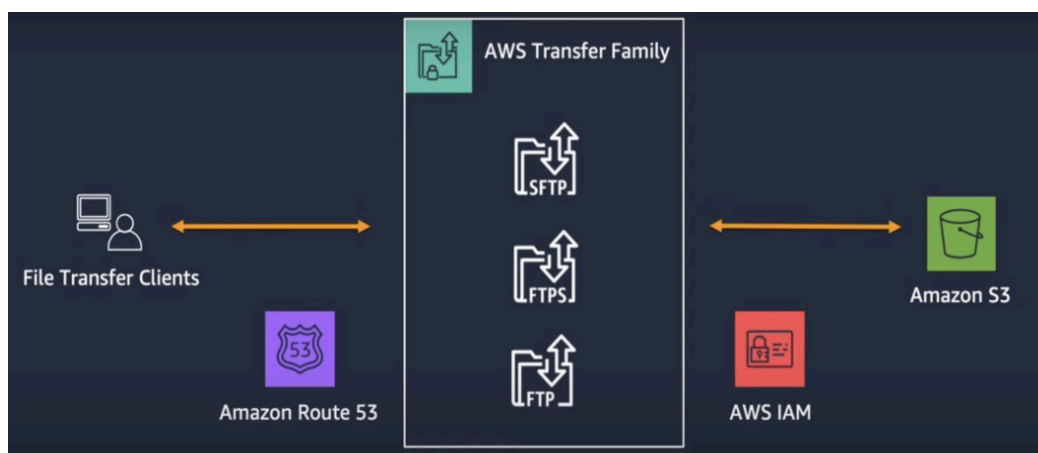 AWS Transfer Family
SFTP
File Transfer Clients
FTPS
Amazon S3
53
Amazon Route 53
FTP
AWS IAM